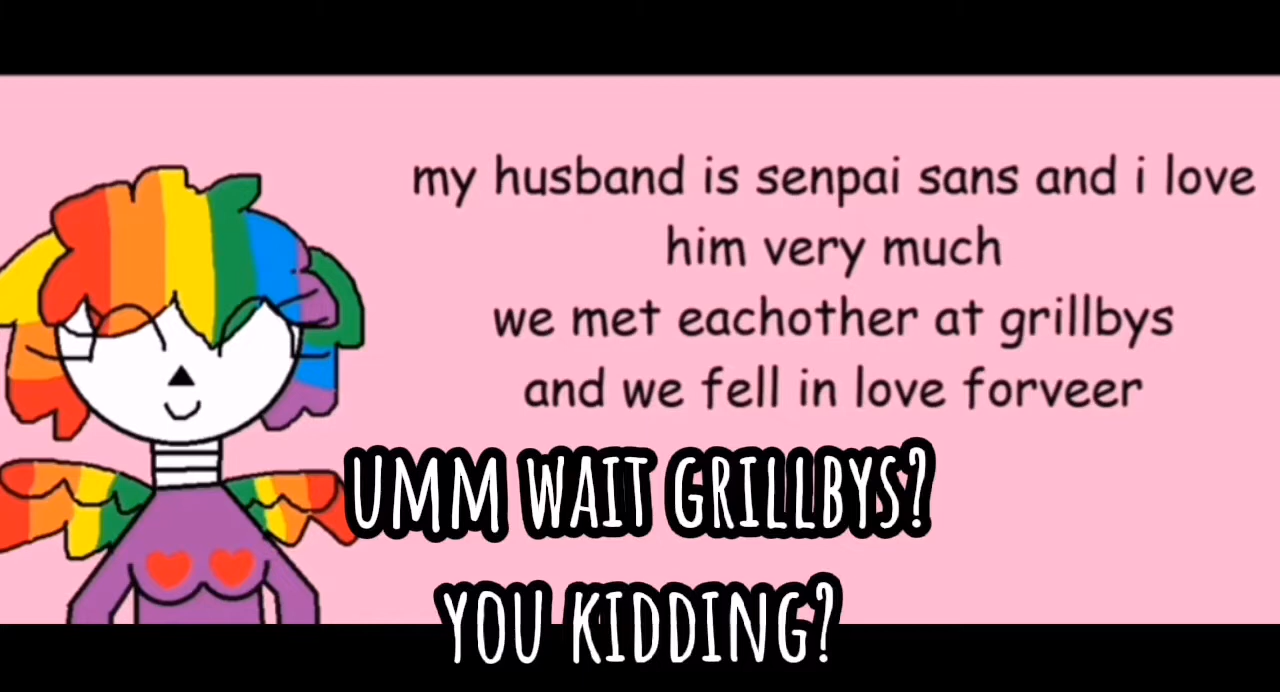 my husband is senpai sans and i love
him very much
we met eachother at grillbys
and we fell in love forveer
UMM WAIT GRILLBYS?
YOU KIDDING?